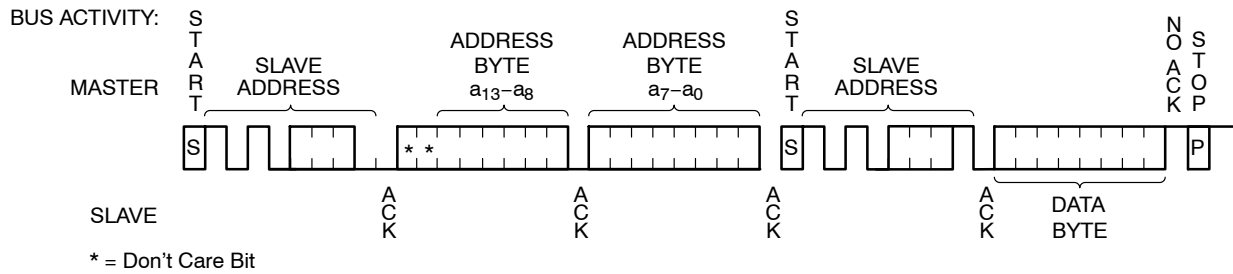 BUS ACTIVITY:
MASTER
START
SLAVE
ADDRESS
ADDRESS
BYTE
a13–a8
ADDRESS
BYTE
a7–a0
START
SLAVE
ADDRESS
NO ACK
STOP
S
* *
S
P
SLAVE
ACK
ACK
ACK
ACK
DATA
BYTE
* = Don't Care Bit